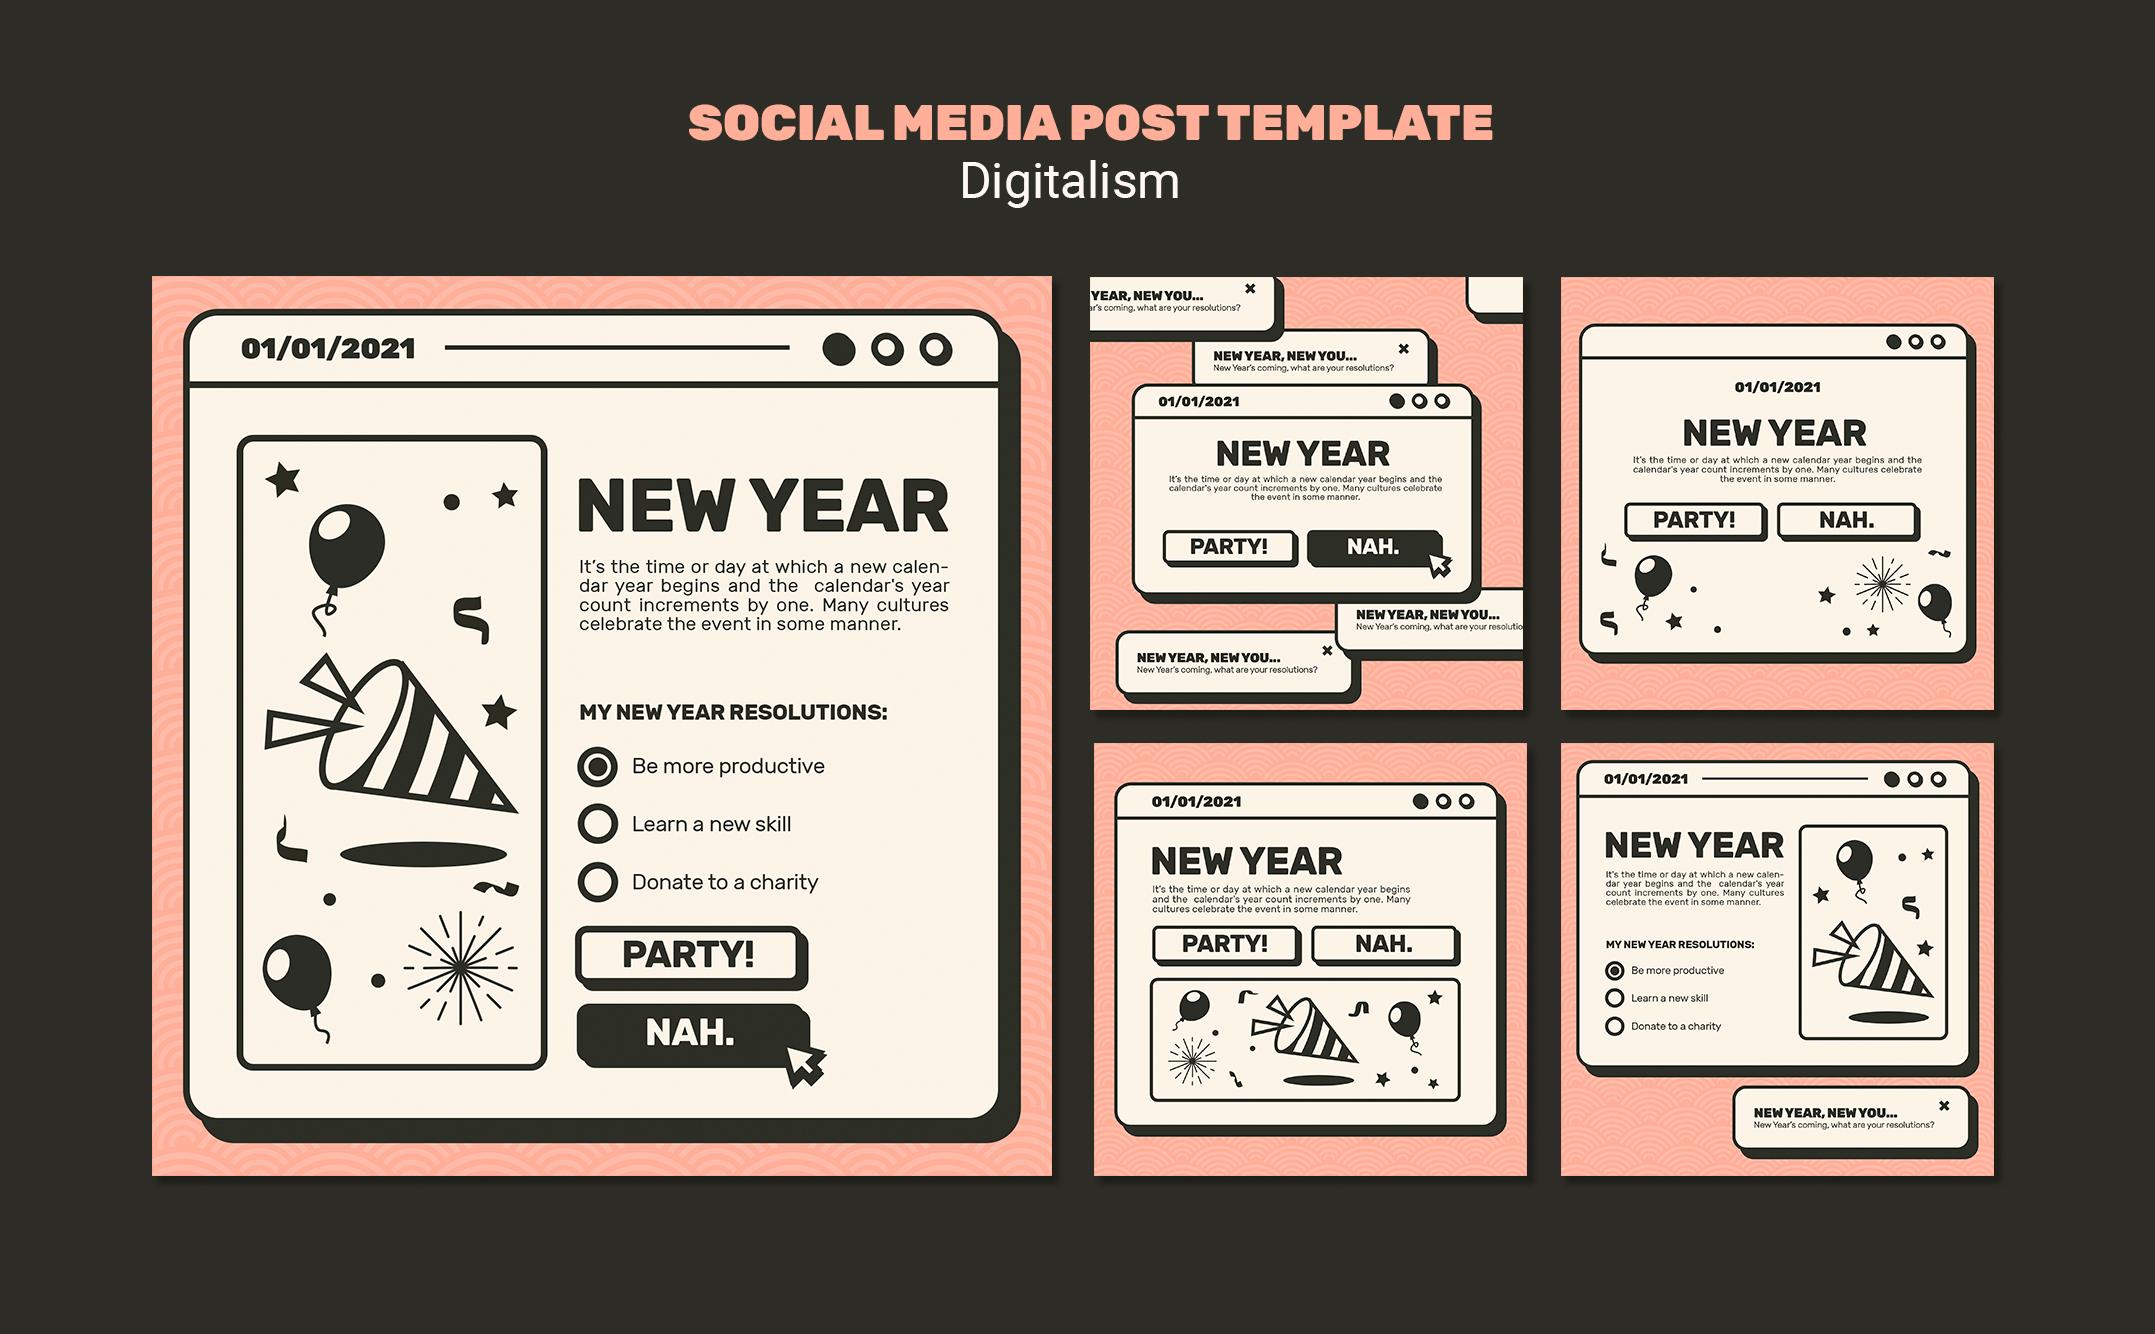 SOCIAL MEDIA POST TEMPLATE
Digitalism
01/01/2021
NEW YEAR
It's the time or day at which a new calen-
dar year begins and the calendar's year
count increments by one. Many cultures
celebrate the event in some manner.
MY NEW YEAR RESOLUTIONS:
Be more productive
Learn a new skill
Donate to a charity
PARTY!
NAH.
YEAR, NEW YOU...
ar's coming, what are your resolutions?
NEW YEAR, NEW YOU...
New Year's coming, what are your resolutions?
01/01/2021
NEW YEAR
It's the time or day at which a new calendar year begins and the
calendar's year count increments by one. Many cultures celebrate
the event in some manner.
PARTY!
NAH.
NEW YEAR, NEW YOU...
New Year's coming, what are your resolutio
NEW YEAR, NEW YOU...
New Year's coming, what are your resolutions?
01/01/2021
NEW YEAR
It's the time or day at which a new calendar year begins and the
calendar's year count increments by one. Many cultures celebrate
the event in some manner.
PARTY!
NAH.
01/01/2021
NEW YEAR
It's the time or day at which a new calendar year begins
and the calendar's year count increments by one. Many
cultures celebrate the event in some manner.
PARTY!
NAH.
01/01/2021
NEW YEAR
It's the time or day at which a new calen-
dar year begins and the calendar's year
count increments by one. Many cultures
celebrate the event in some manner.
MY NEW YEAR RESOLUTIONS:
Be more productive
Learn a new skill
Donate to a charity
NEW YEAR, NEW YOU...
New Year's coming, what are your resolutions?